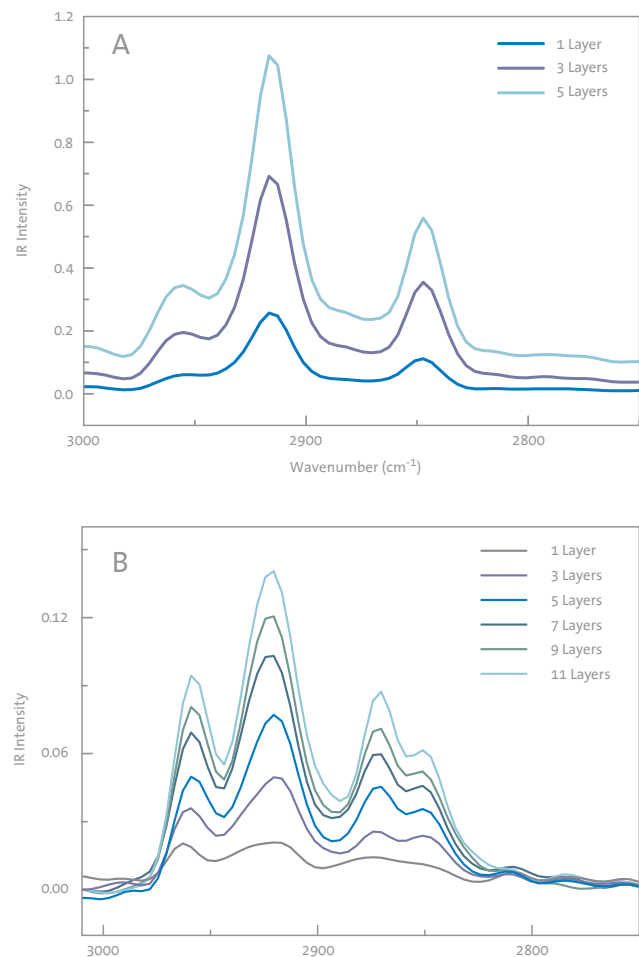 1.2
A
1 Layer
1.0
3 Layers
5 Layers
0.8
IR Intensity
0.6
0.4
0.2
0.0
3000 2900 2800
Wavenumber (cm⁻¹)
B
1 Layer
3 Layers
0.12
5 Layers
7 Layers
9 Layers
11 Layers
IR Intensity
0.06
0.00
3000 2900 2800